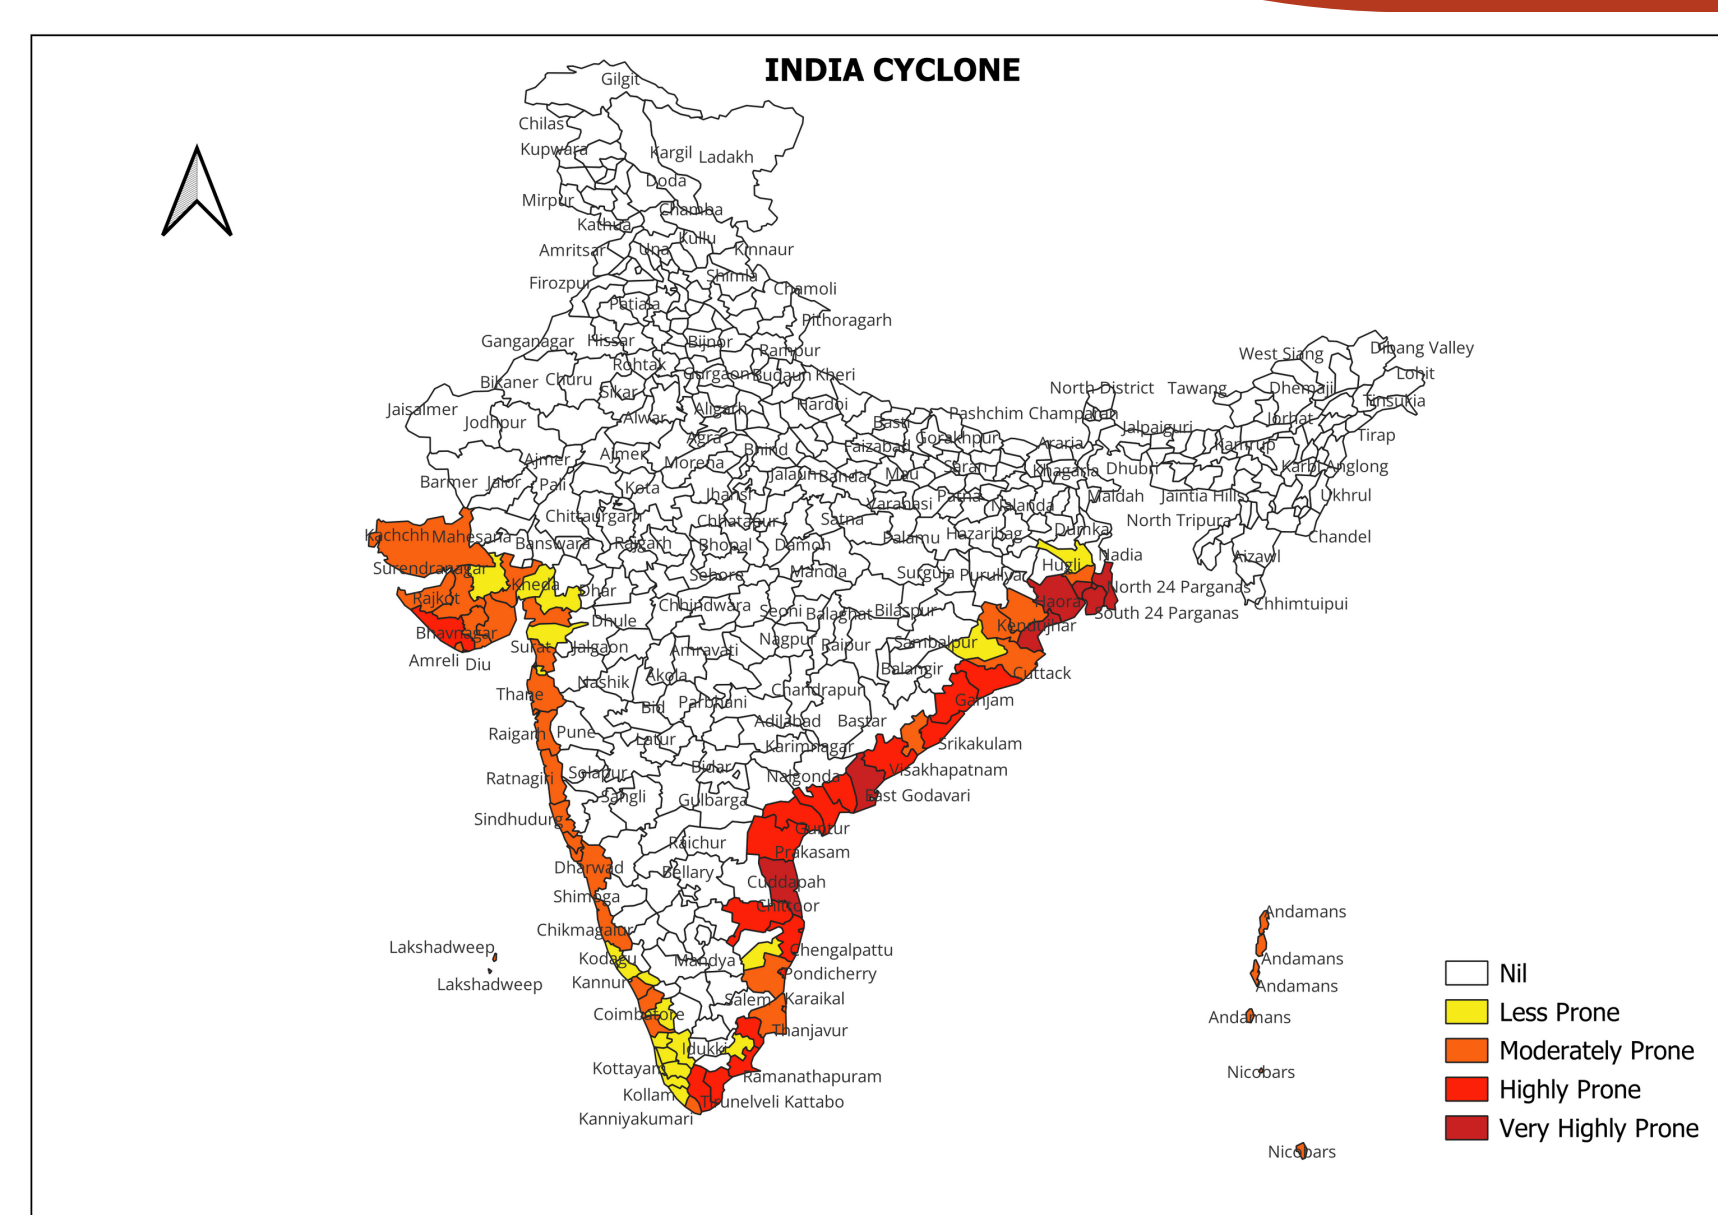 INDIA CYCLONE
Gilgit
Chilas
Kupwara
Kargil
Ladakh
Doda
Mirpur
Chamba
Kathua
Kullu
Amritsar
Una
Kinnaur
Shimla
Firozpur
Chamoli
Patiala
Pithoragarh
Ganganagar
Hissar
Bijnor
Rampur
West Siang
Dibang Valley
Rohtak
Gurgaon
Budaun
Kheri
Lohit
Bikaner
Churu
Sikar
North District
Tawang
Dhemaji
Tinsukia
Jaisalmer
Jodhpur
Alwar
Aligarh
Hardoi
Pashchim Champaran
Jorhat
Basti
Jalpaiguri
Agra
Bhind
Faizabad
Gorakhpur
Araria
Kamrup
Tirap
Ajmer
Ajmer
Morena
Saran
Khagaria
Dhubri
Karbi Anglong
Barmer
Jalor
Pali
Kota
Jhansi
Jalaun
Banda
Mau
Patna
Maldah
Jaintia Hills
Ukhrul
Varanasi
Nalanda
Chittaurgarh
Chhatarpur
Satna
North Tripura
Kachchh
Mahesana
Banswara
Rajgarh
Bhopal
Damoh
Palamu
Hazaribag
Dumka
Chandel
Nadia
Aizawl
Surendranagar
Kheda
Dhar
Sehore
Mandla
Surguja
Puruliya
Hugli
North 24 Parganas
Rajkot
Chhindwara
Seoni
Balaghat
Bilaspur
Haora
South 24 Parganas
Chhimtuipui
Bhavnagar
Dhule
Kendujhar
Amreli
Diu
Surat
Jalgaon
Amravati
Nagpur
Raipur
Sambalpur
Balangir
Cuttack
Thane
Nashik
Akola
Chandrapur
Ganjam
Bid
Parbhani
Raigarh
Pune
Latur
Adilabad
Bastar
Karimnagar
Srikakulam
Ratnagiri
Solapur
Bidar
Nalgonda
Visakhapatnam
Sangli
Gulbarga
East Godavari
Sindhudurg
Raichur
Guntur
Prakasam
Dharwad
Bellary
Cuddapah
Shimoga
Chittoor
Andamans
Chikmagalur
Lakshadweep
Kodagu
Mandya
Chengalpattu
Andamans
Lakshadweep
Kannur
Pondicherry
Andamans
Salem
Karaikal
Coimbatore
Thanjavur
Andamans
Idukki
Kottayam
Ramanathapuram
Nicobars
Kollam
Tirunelveli Kattabo
Kanniyakumari
Nicobars
Nil
Less Prone
Moderately Prone
Highly Prone
Very Highly Prone